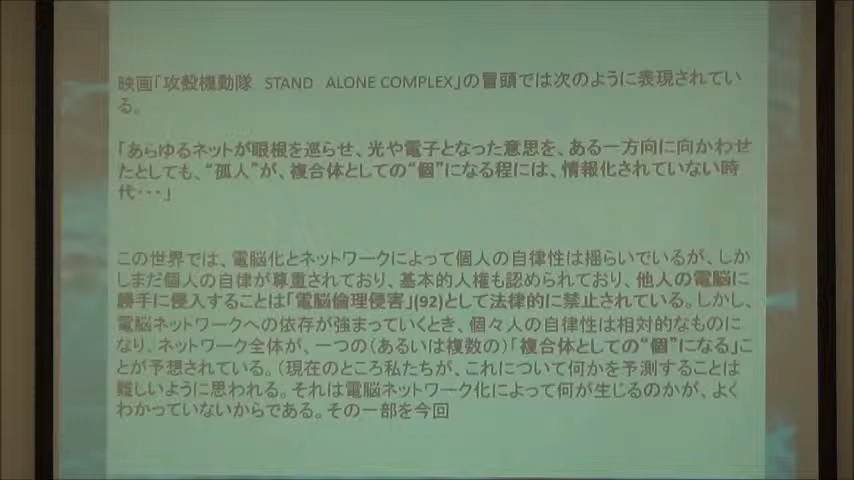 映画「攻殻機動隊　STAND　ALONE COMPLEX」の冒頭では次のように表現されてい
る。
「あらゆるネットが眼根を巡らせ、光や電子となった意思を、ある一方向に向かわせ
たとしても、“孤人”が、複合体としての“個”になる程には、情報化されていない時
代・・・」
この世界では、電脳化とネットワークによって個人の自律性は揺らいでいるが、しか
しまだ個人の自律が尊重されており、基本的人権も認められており、他人の電脳に
勝手に侵入することは「電脳倫理侵害」(92)として法律的に禁止されている。しかし、
電脳ネットワークへの依存が強まっていくとき、個々人の自律性は相対的なものに
なり、ネットワーク全体が、一つの（あるいは複数の）「複合体としての“個”になる」こ
とが予想されている。（現在のところ私たちが、これについて何かを予測することは
難しいように思われる。それは電脳ネットワーク化によって何が生じるのかが、よく
わかっていないからである。その一部を今回